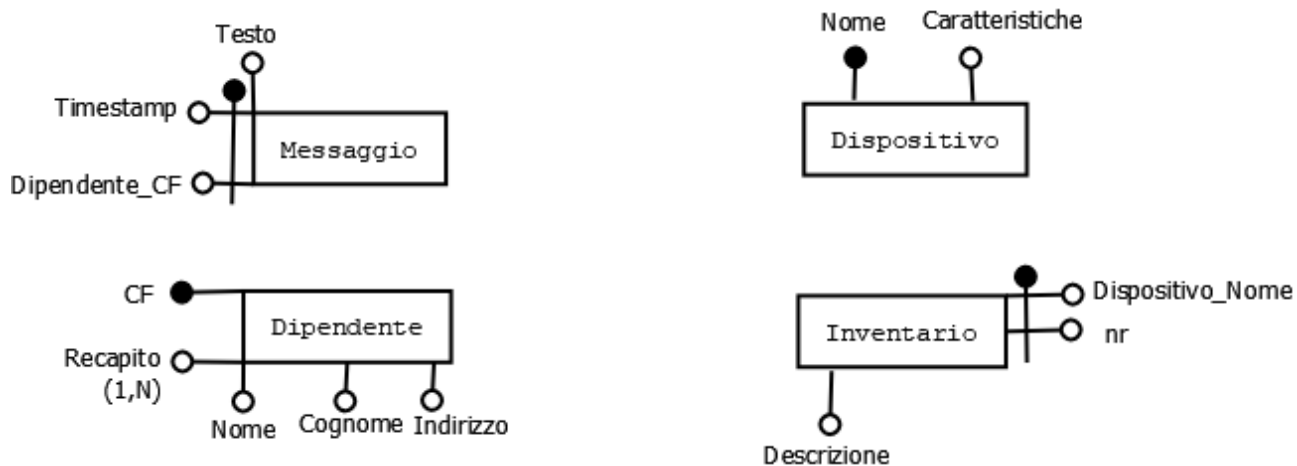 Testo
Timestamp
Messaggio
Dipendente_CF
Nome Caratteristiche
Dispositivo
CF
Dipendente
Recapito
(1,N)
Nome Cognome Indirizzo
Dispositivo_Nome
Inventario
nr
Descrizione